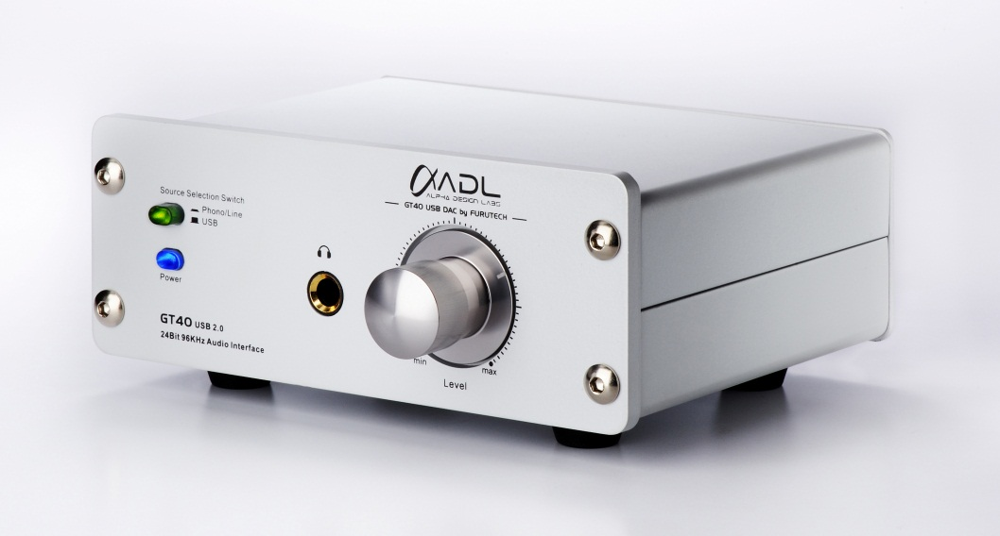 Source Selection Switch
Phono/Line
USB
Power
GT40 USB 2.0
24Bit 96KHz Audio Interface
αADL
ALPHA DESIGN LABS
GT40 USB DAC by FURUTECH
min
max
Level